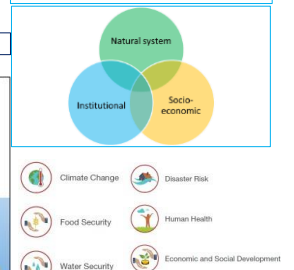 Natural system
Institutional
Socio-
economic
Climate Change
Disaster Risk
Food Security
Human Health
Water Security
Economic and Social Development